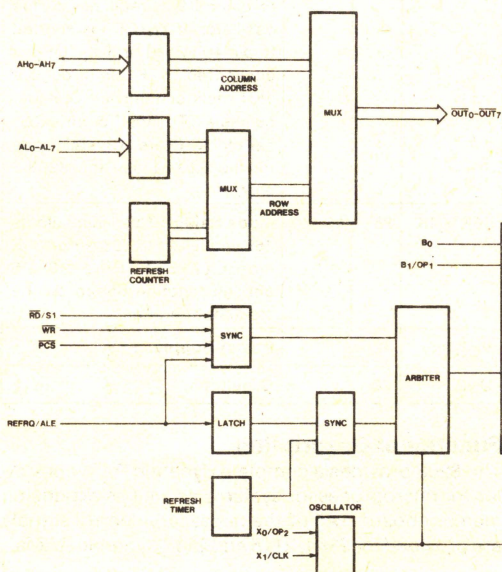 AH0–AH7
COLUMN
ADDRESS
MUX
OUT0–OUT7
AL0–AL7
MUX
ROW
ADDRESS
REFRESH
COUNTER
B0
B1/OP1
RD/S1
WR
PCS
SYNC
ARBITER
REFRQ/ALE
LATCH
SYNC
REFRESH
TIMER
OSCILLATOR
X0/OP2
X1/CLK